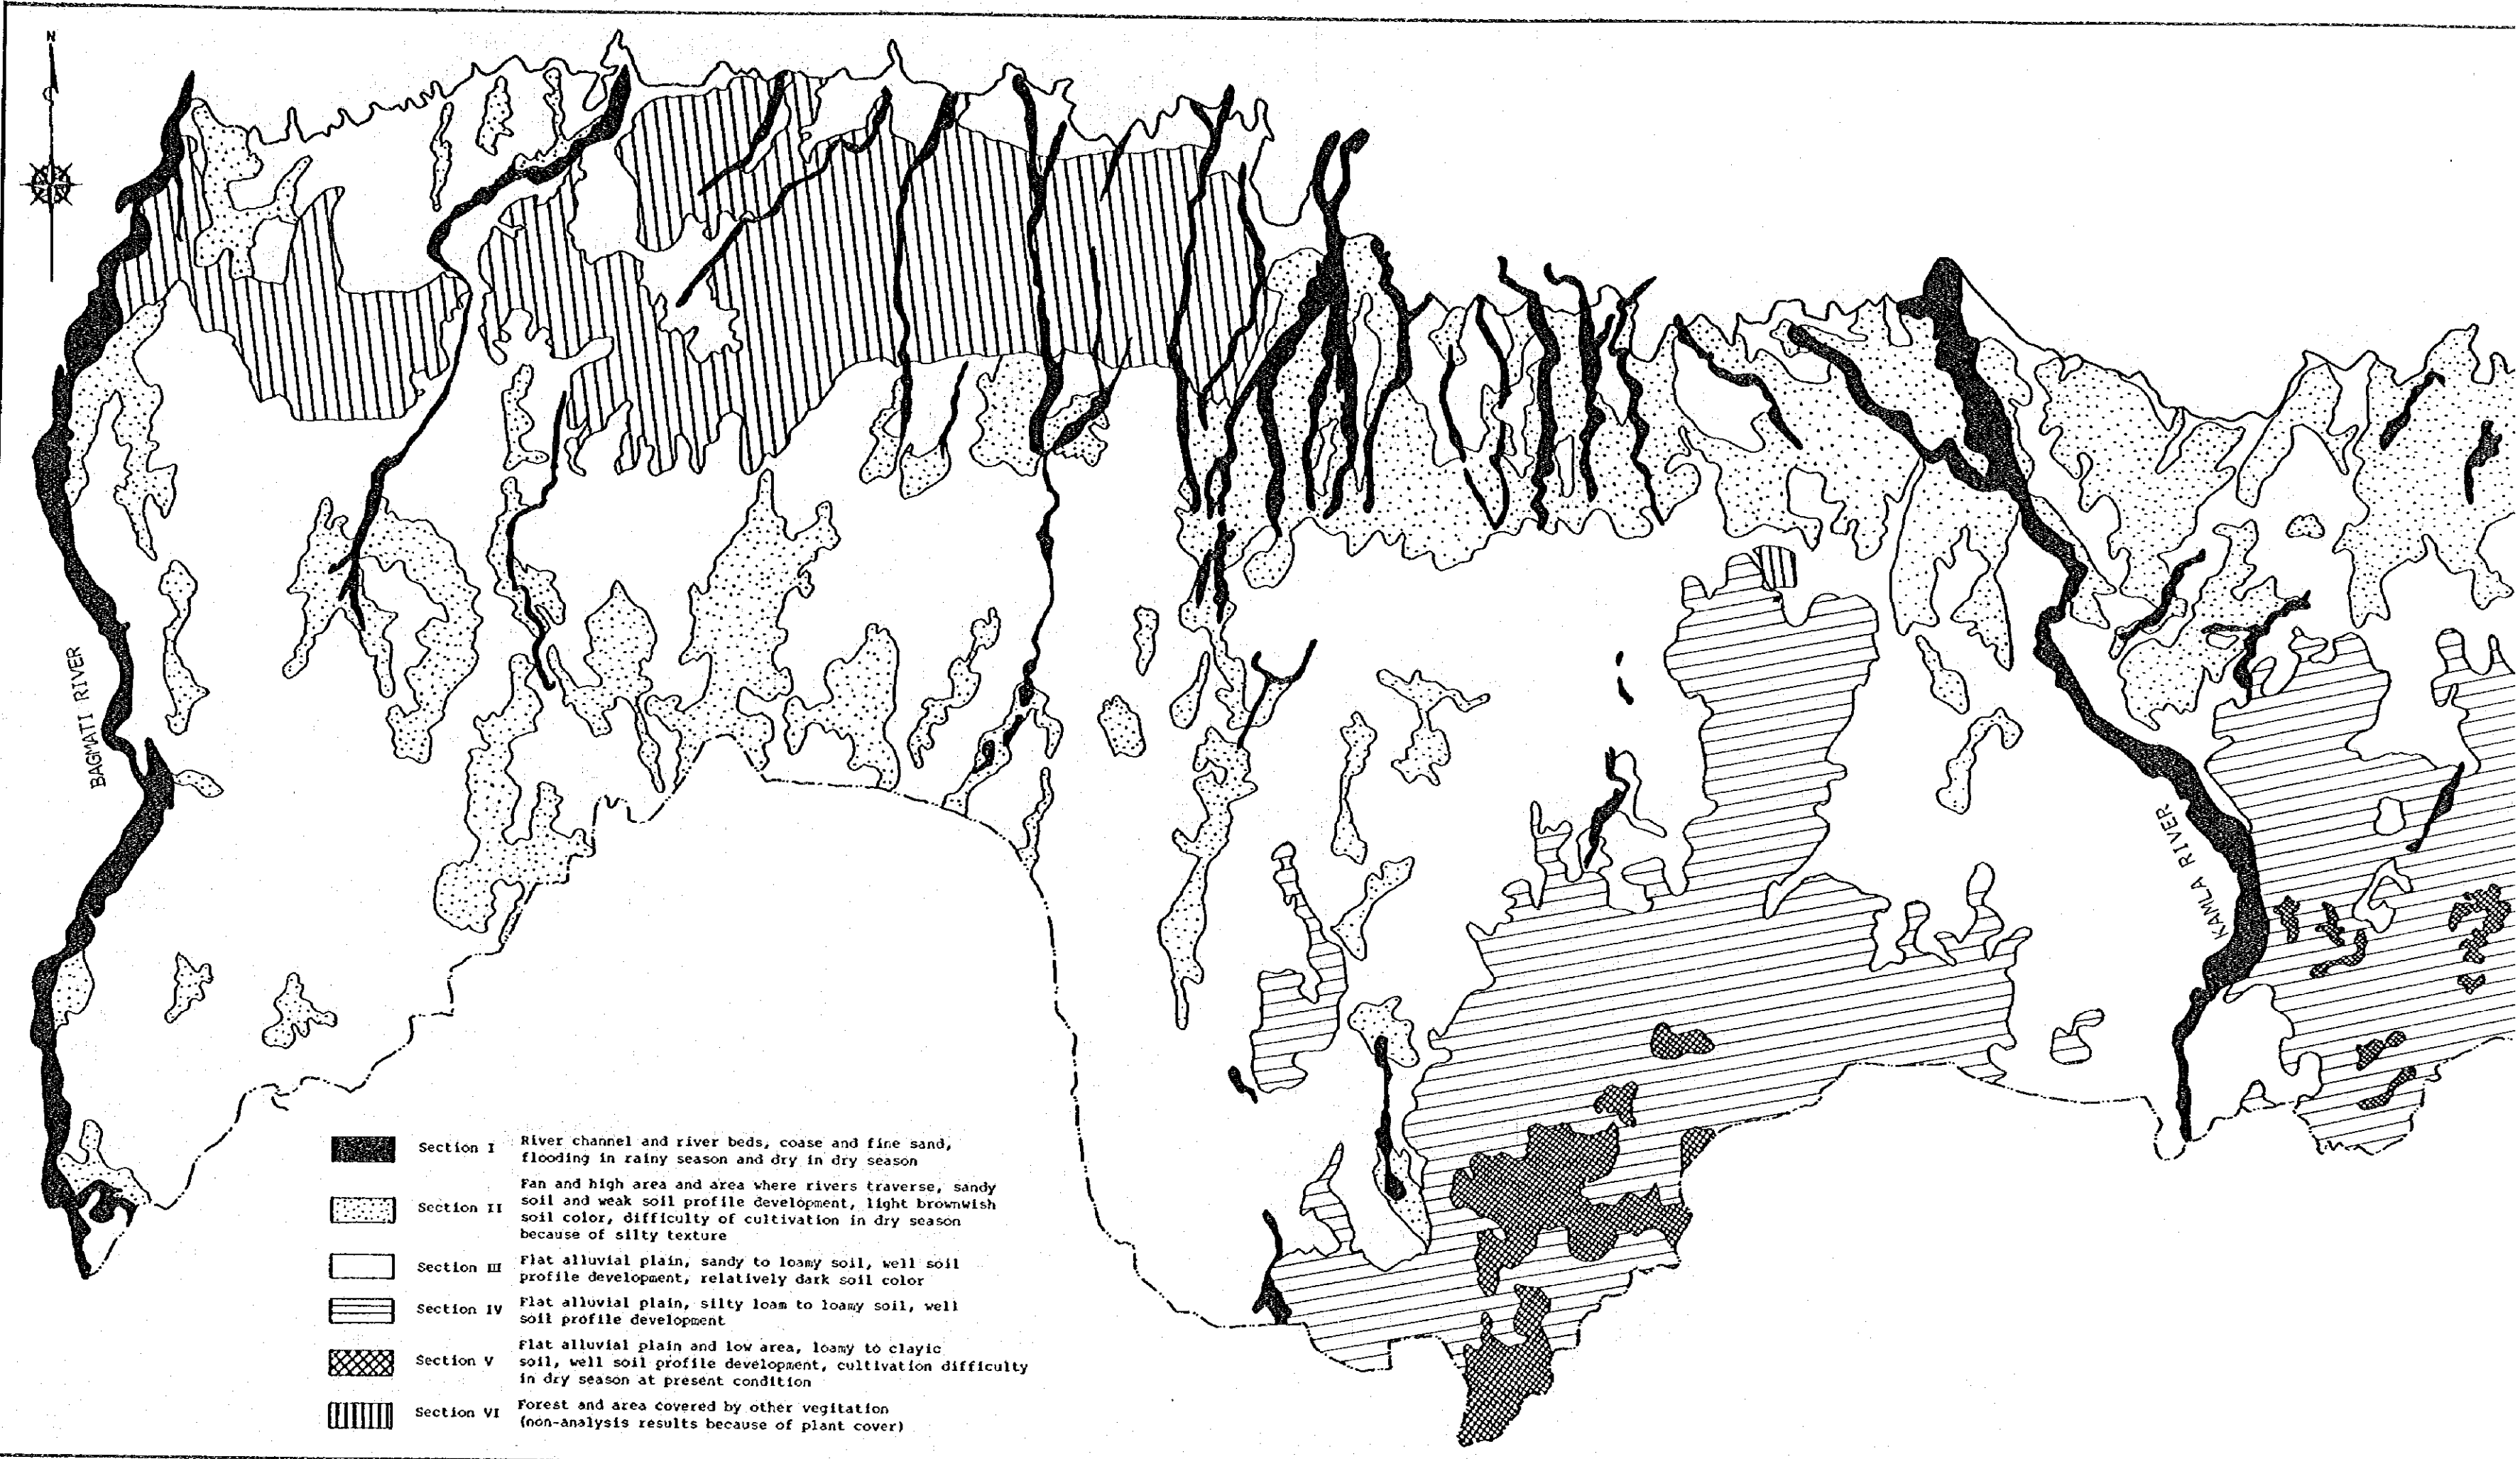 N
BAGMATI RIVER
KAMLA RIVER
Section I River channel and river beds, coase and fine sand,
flooding in rainy season and dry in dry season
Section II Fan and high area and area where rivers traverse, sandy
soil and weak soil profile development, light brownwish
soil color, difficulty of cultivation in dry season
because of silty texture
Section III Flat alluvial plain, sandy to loamy soil, well soil
profile development, relatively dark soil color
Section IV Flat alluvial plain, silty loam to loamy soil, well
soil profile development
Section V Flat alluvial plain and low area, loamy to clayic
soil, well soil profile development, cultivation difficulty
in dry season at present condition
Section VI Forest and area covered by other vegitation
(non-analysis results because of plant cover)